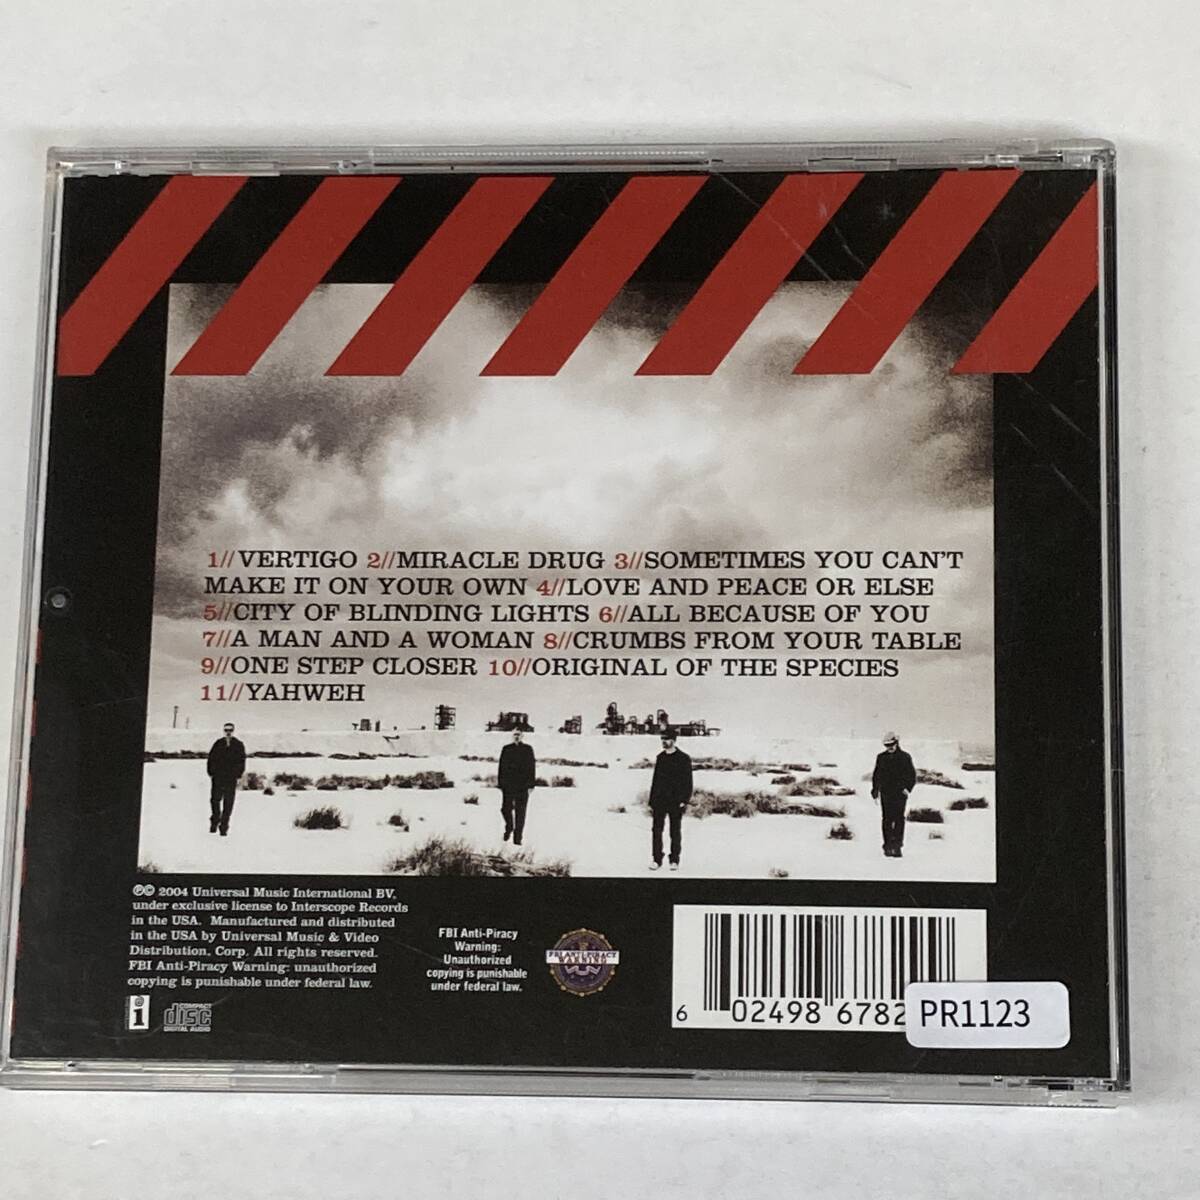 1//VERTIGO 2//MIRACLE DRUG 3//SOMETIMES YOU CAN'T
MAKE IT ON YOUR OWN 4//LOVE AND PEACE OR ELSE
5//CITY OF BLINDING LIGHTS 6//ALL BECAUSE OF YOU
7//A MAN AND A WOMAN 8//CRUMBS FROM YOUR TABLE
9//ONE STEP CLOSER 10//ORIGINAL OF THE SPECIES
11//YAHWEH
℗© 2004 Universal Music International BV,
under exclusive license to Interscope Records
in the USA. Manufactured and distributed
in the USA by Universal Music & Video
Distribution, Corp. All rights reserved.
FBI Anti-Piracy Warning: unauthorized
copying is punishable under federal law.
i
COMPACT
disc
DIGITAL AUDIO
FBI Anti-Piracy
Warning:
Unauthorized
copying is punishable
under federal law.
FBI ANTI-PIRACY
WARNING
6 02498 6782
PR1123